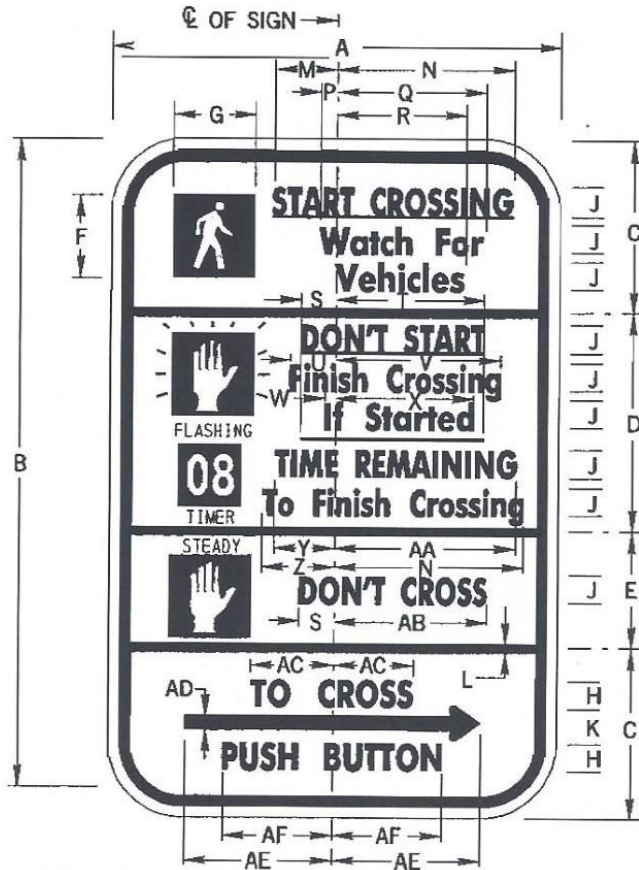 ℄ OF SIGN
A
M N
P Q
G R
START CROSSING
Watch For
Vehicles
F
J
J
J
C
S T
DON'T START
U V
Finish Crossing
W X
If Started
FLASHING
08
TIMER
TIME REMAINING
To Finish Crossing
J
J
J
J
J
D
B
STEADY
Y AA
Z N
DON'T CROSS
S AB
J
E
L
AC AC
TO CROSS
AD
PUSH BUTTON
H
K
H
C
AF AF
AE AE